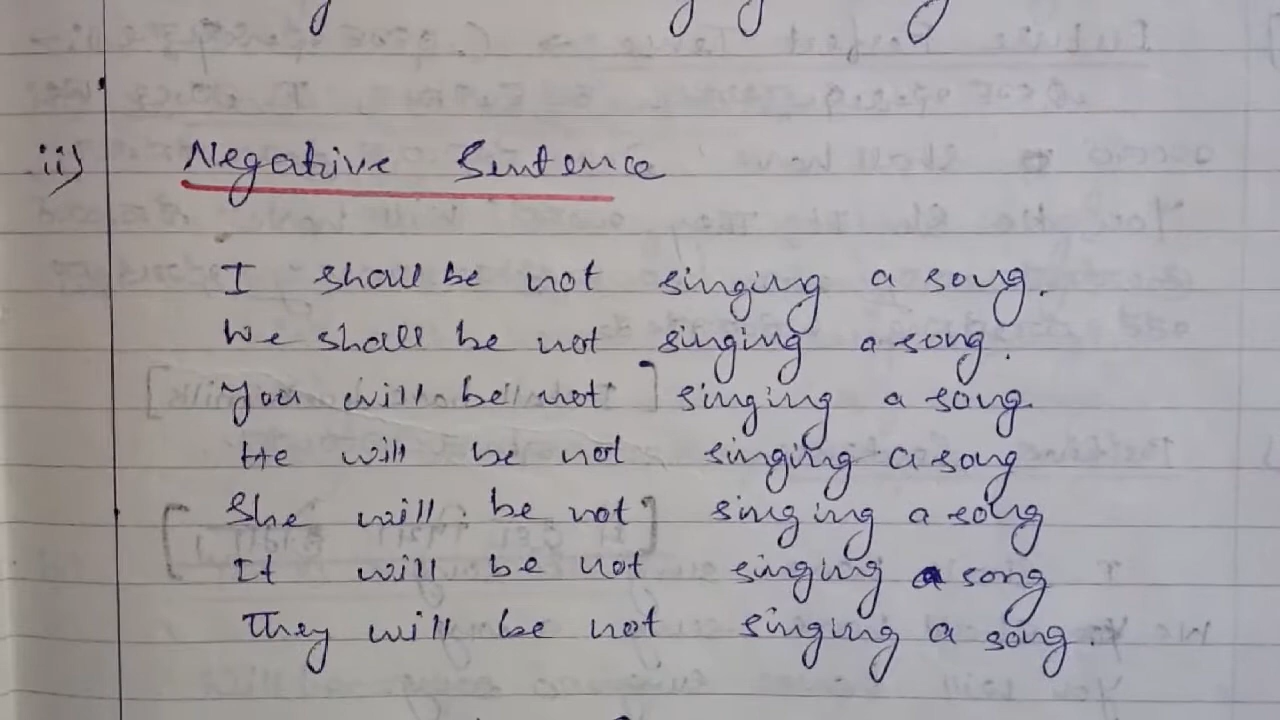 ii) Negative Sentence
I shall be not singing a song.
We shall be not singing a song.
You will be not singing a song.
He will be not singing a song
She will be not singing a song
It will be not singing a song
They will be not singing a song.